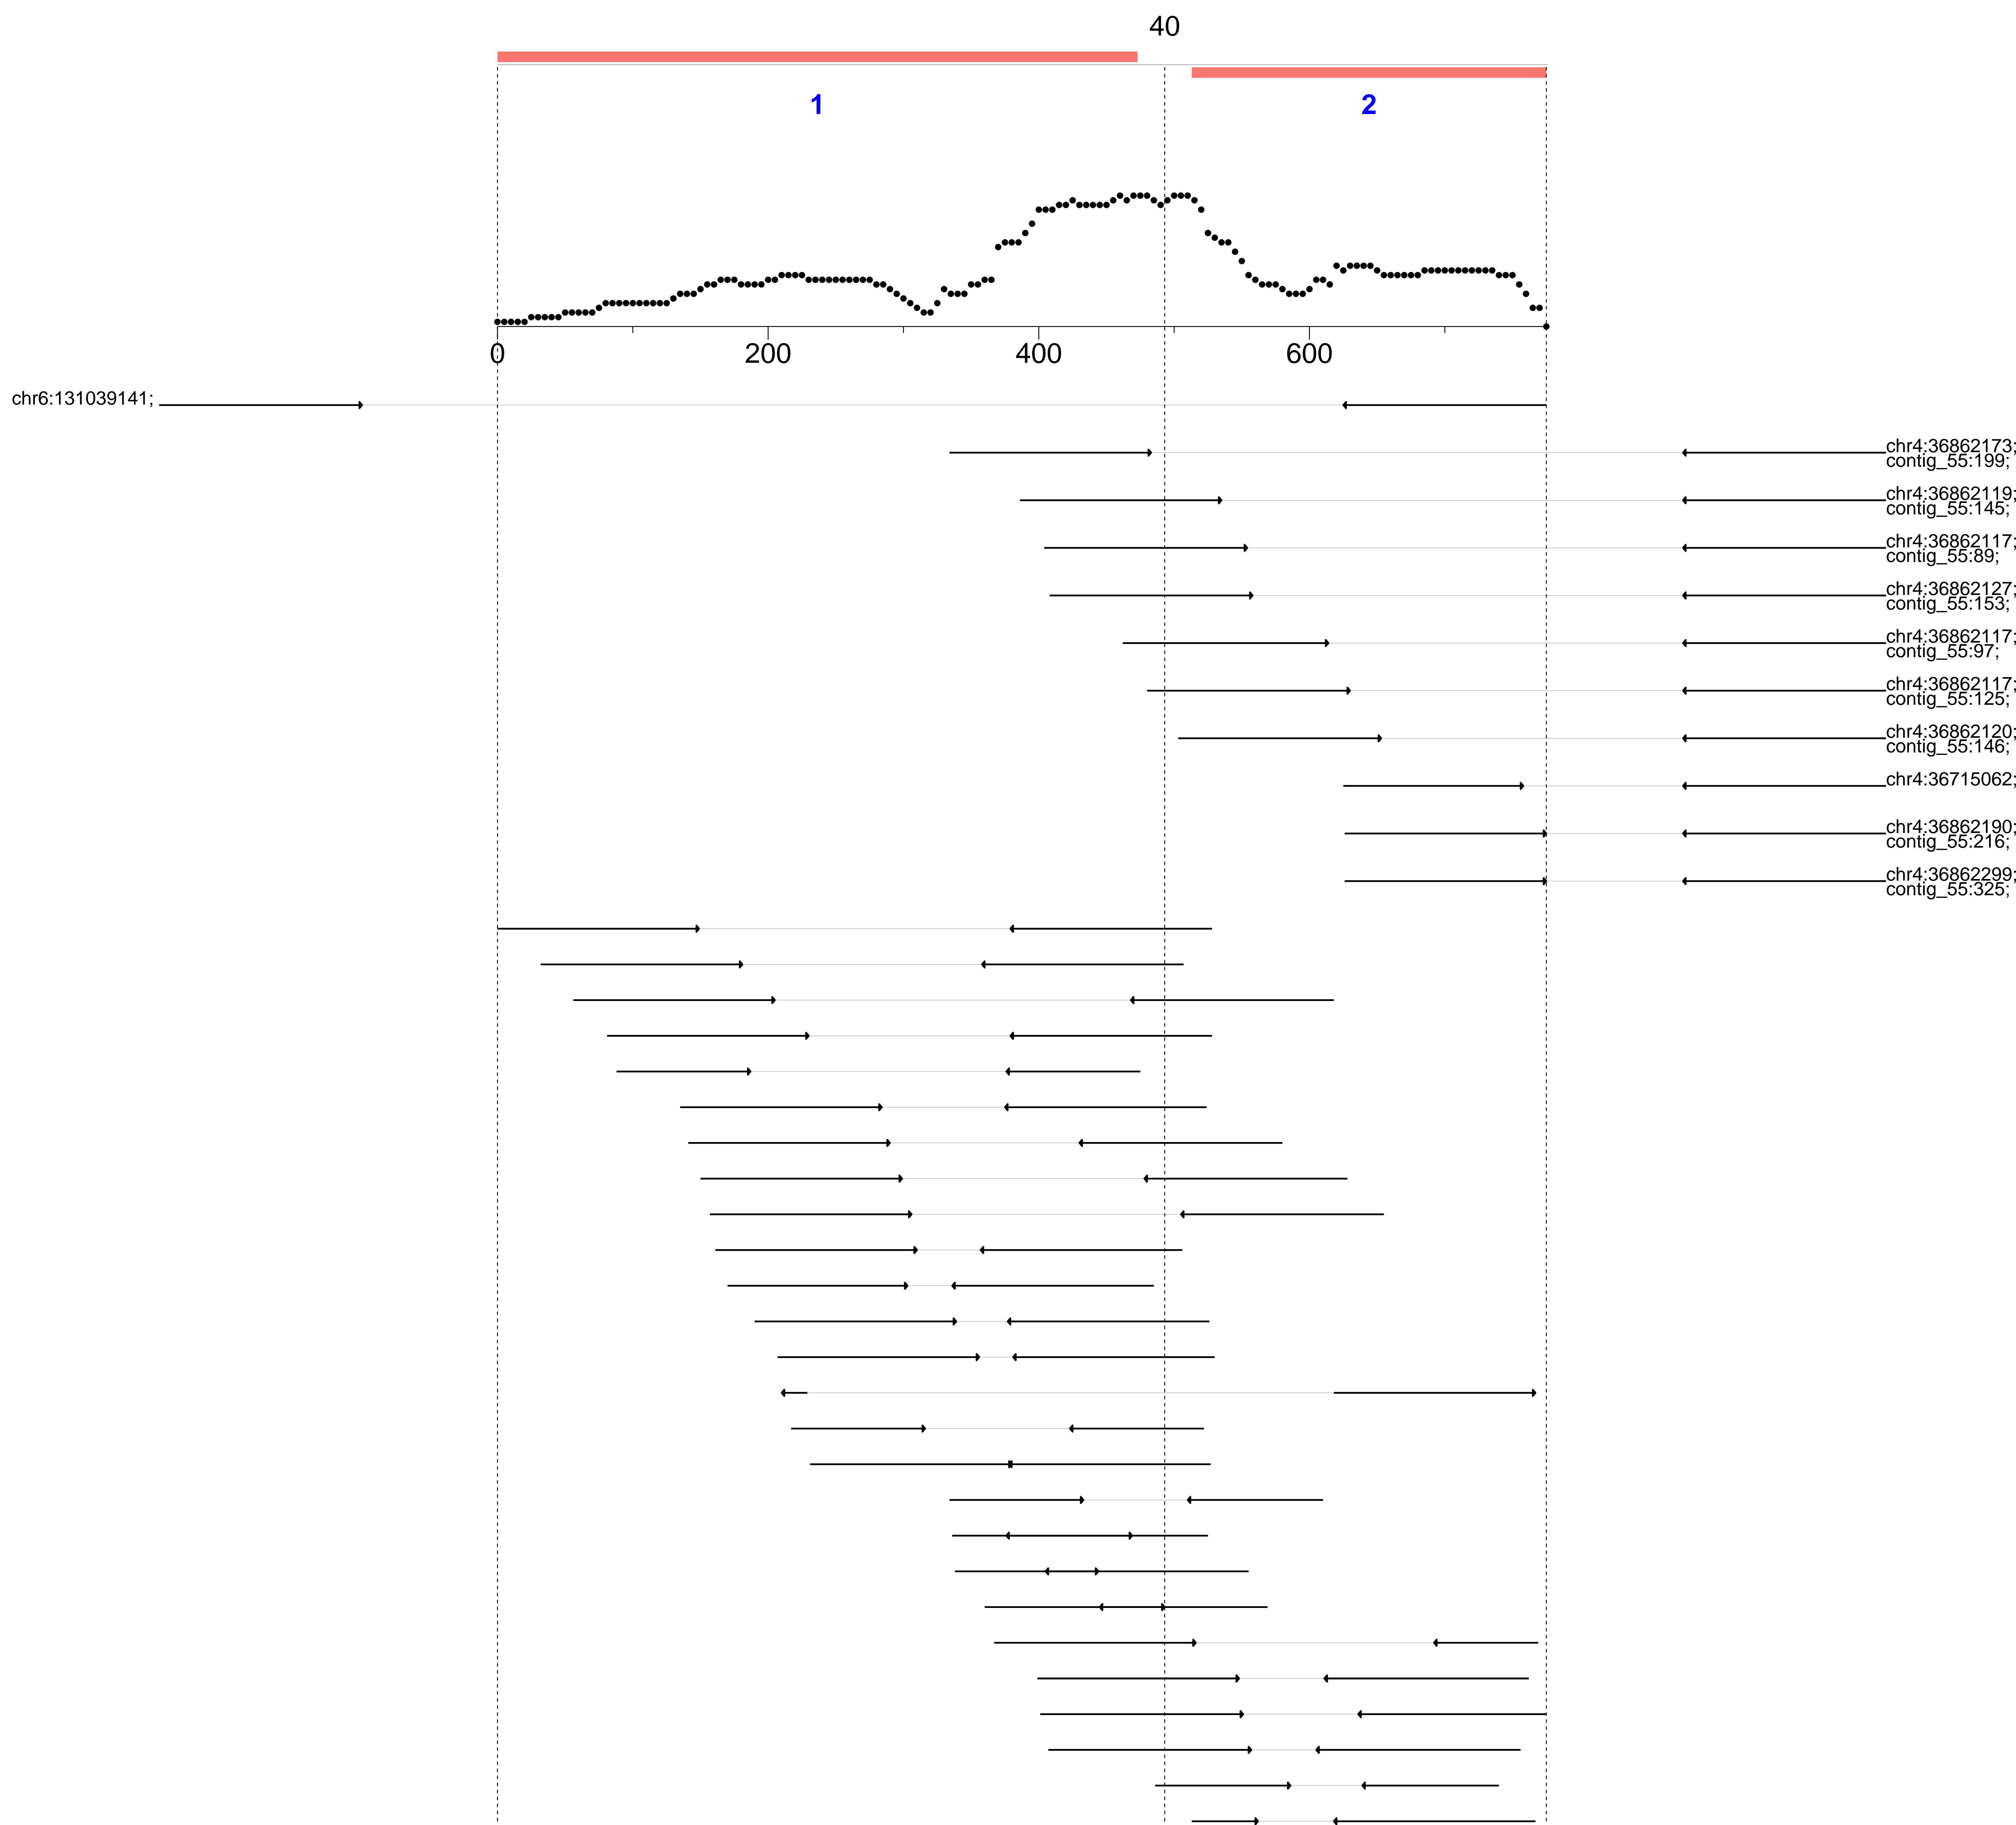 40
1
2
0
200
400
600
chr6:131039141;
chr4:36862173;
contig_55:199;
chr4:36862119;
contig_55:145;
chr4:36862117;
contig_55:89;
chr4:36862127;
contig_55:153;
chr4:36862117;
contig_55:97;
chr4:36862117;
contig_55:125;
chr4:36862120;
contig_55:146;
chr4:36715062;
chr4:36862190;
contig_55:216;
chr4:36862299;
contig_55:325;